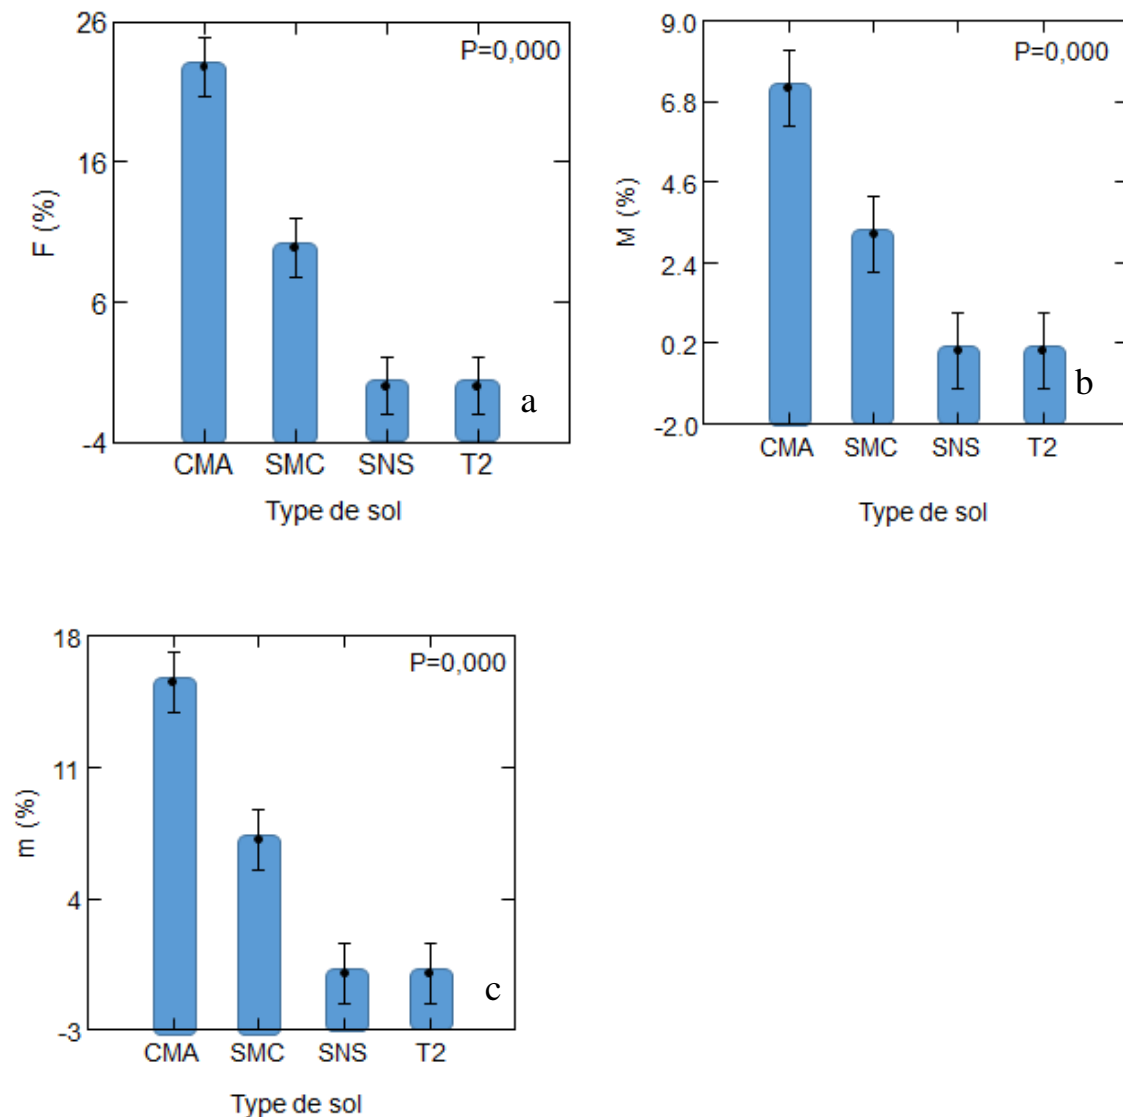 26
P=0,000
16
F (%)
6
a
-4
CMA SMC SNS T2
Type de sol
9.0
P=0,000
6.8
4.6
M (%)
2.4
0.2
b
-2.0
CMA SMC SNS T2
Type de sol
18
P=0,000
11
m (%)
4
c
-3
CMA SMC SNS T2
Type de sol